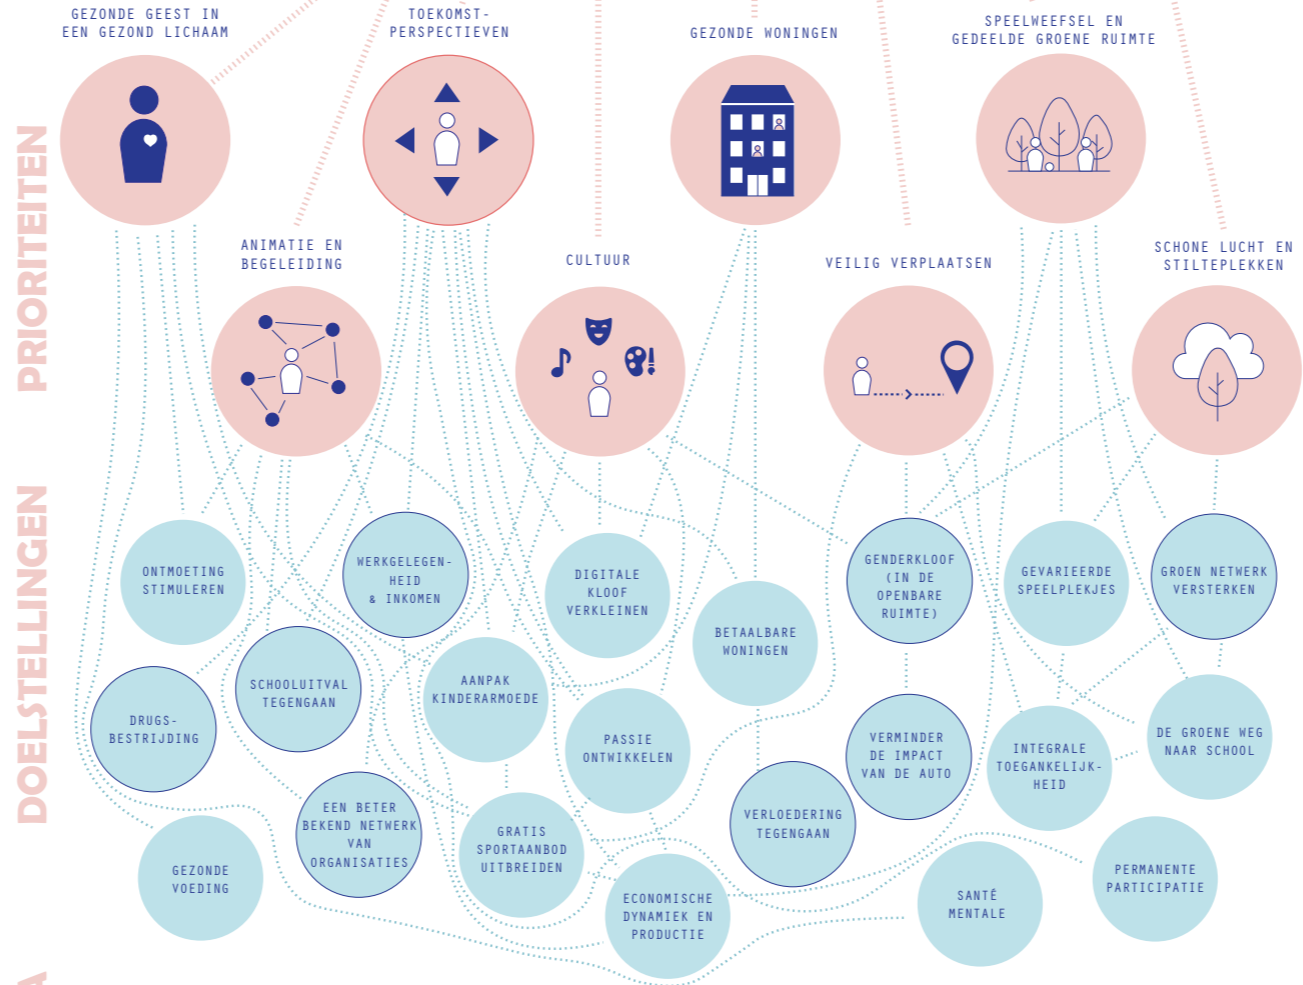 GEZONDE GEEST IN
EEN GEZOND LICHAAM
TOEKOMST-
PERSPECTIEVEN
GEZONDE WONINGEN
SPEELWEEFSEL EN
GEDEELDE GROENE RUIMTE
PRIORITEITEN
ANIMATIE EN
BEGELEIDING
CULTUUR
VEILIG VERPLAATSEN
SCHONE LUCHT EN
STILTEPLEKKEN
DOELSTELLINGEN
ONTMOETING
STIMULEREN
WERKGELEGEN-
HEID
& INKOMEN
DIGITALE
KLOOF
VERKLEINEN
GENDERKLOOF
(IN DE
OPENBARE
RUIMTE)
GEVARIEERDE
SPEELPLEKJES
GROEN NETWERK
VERSTERKEN
BETAALBARE
WONINGEN
SCHOOLUITVAL
TEGENGAAN
AANPAK
KINDERARMOEDE
DRUGS-
BESTRIJDING
PASSIE
ONTWIKKELEN
VERMINDER
DE IMPACT
VAN DE AUTO
INTEGRALE
TOEGANKELIJK-
HEID
DE GROENE WEG
NAAR SCHOOL
EEN BETER
BEKEND NETWERK
VAN
ORGANISATIES
GRATIS
SPORTAANBOD
UITBREIDEN
VERLOEDERING
TEGENGAAN
GEZONDE
VOEDING
ECONOMISCHE
DYNAMIEK EN
PRODUCTIE
SANTÉ
MENTALE
PERMANENTE
PARTICIPATIE